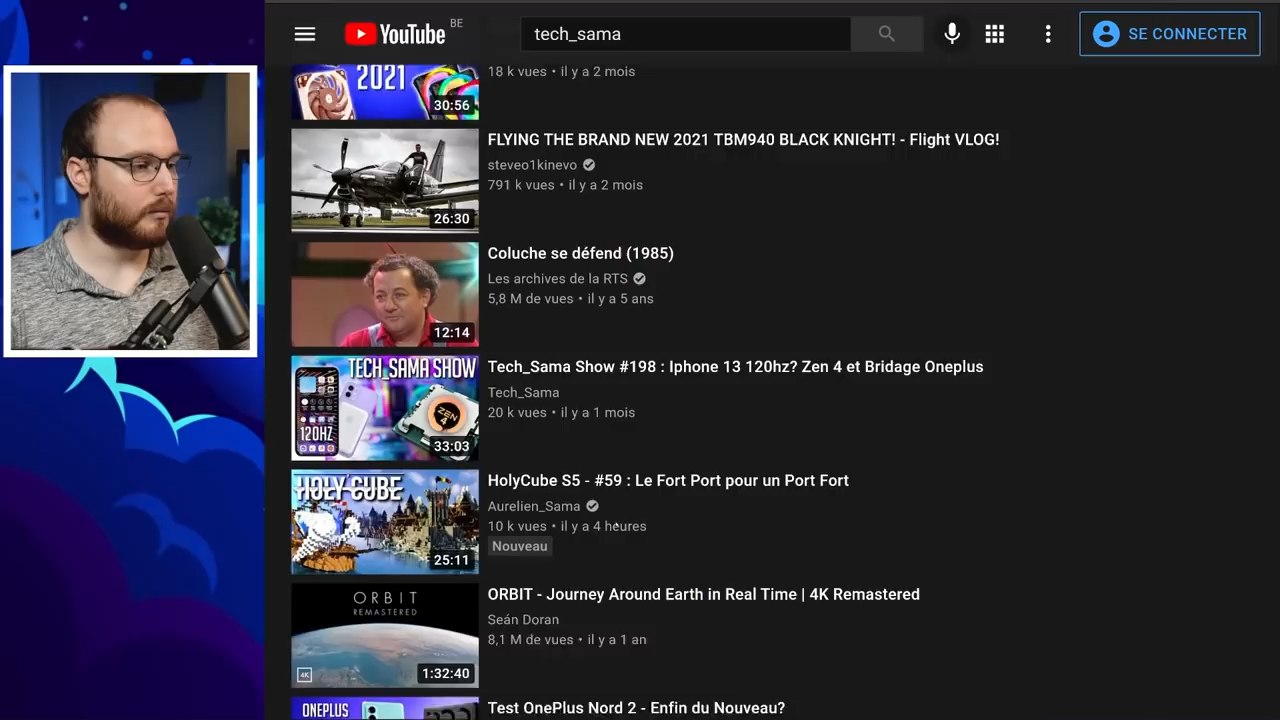 YouTube BE
tech_sama
SE CONNECTER
2021
30:56
18 k vues • il y a 2 mois
26:30
FLYING THE BRAND NEW 2021 TBM940 BLACK KNIGHT! - Flight VLOG!
steveo1kinevo
791 k vues • il y a 2 mois
12:14
Coluche se défend (1985)
Les archives de la RTS
5,8 M de vues • il y a 5 ans
TECH_SAMA SHOW
120HZ
ZEN 4
33:03
Tech_Sama Show #198 : Iphone 13 120hz? Zen 4 et Bridage Oneplus
Tech_Sama
20 k vues • il y a 1 mois
HOLY CUBE
25:11
HolyCube S5 - #59 : Le Fort Port pour un Port Fort
Aurelien_Sama
10 k vues • il y a 4 heures
Nouveau
ORBIT
REMASTERED
4K
1:32:40
ORBIT - Journey Around Earth in Real Time | 4K Remastered
Seán Doran
8,1 M de vues • il y a 1 an
ONEPLUS
Test OnePlus Nord 2 - Enfin du Nouveau?